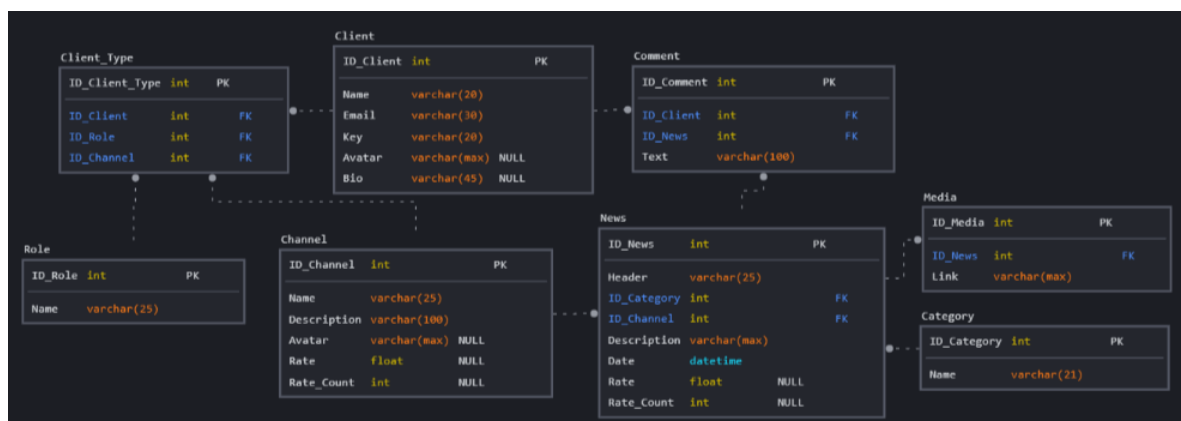 Client_Type
ID_Client_Type int PK
ID_Client int FK
ID_Role int FK
ID_Channel int FK
Client
ID_Client int PK
Name varchar(20)
Email varchar(30)
Key varchar(20)
Avatar varchar(max) NULL
Bio varchar(45) NULL
Comment
ID_Comment int PK
ID_Client int FK
ID_News int FK
Text varchar(100)
Role
ID_Role int PK
Name varchar(25)
Channel
ID_Channel int PK
Name varchar(25)
Description varchar(100)
Avatar varchar(max) NULL
Rate float NULL
Rate_Count int NULL
News
ID_News int PK
Header varchar(25)
ID_Category int FK
ID_Channel int FK
Description varchar(max)
Date datetime
Rate float NULL
Rate_Count int NULL
Media
ID_Media int PK
ID_News int FK
Link varchar(max)
Category
ID_Category int PK
Name varchar(21)